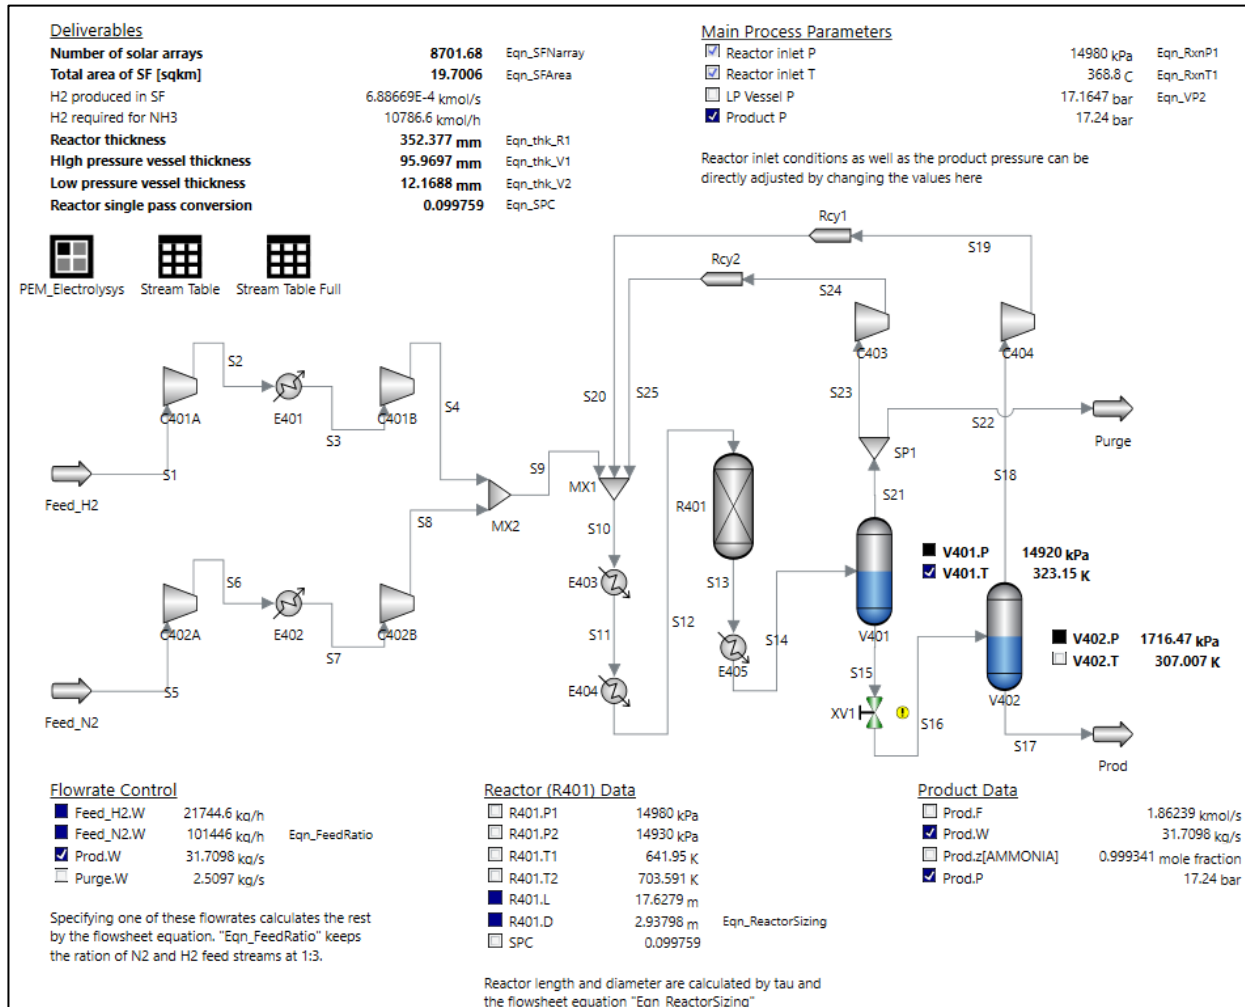 Deliverables
Number of solar arrays 8701.68 Eqn_SFNarray
Total area of SF [sqkm] 19.7006 Eqn_SFArea
H2 produced in SF 6.88669E-4 kmol/s
H2 required for NH3 10786.6 kmol/h
Reactor thickness 352.377 mm Eqn_thk_R1
High pressure vessel thickness 95.9697 mm Eqn_thk_V1
Low pressure vessel thickness 12.1688 mm Eqn_thk_V2
Reactor single pass conversion 0.099759 Eqn_SPC
Main Process Parameters
Reactor inlet P 14980 kPa Eqn_RxnP1
Reactor inlet T 368.8 C Eqn_RxnT1
LP Vessel P 17.1647 bar Eqn_VP2
Product P 17.24 bar
Reactor inlet conditions as well as the product pressure can be
directly adjusted by changing the values here
PEM_Electrolysys Stream Table Stream Table Full
Rcy1
S19
Rcy2
S24
S2
C401A
E401
S3
C401B
S4
S1
Feed_H2
S20
S25
C403
C404
S23
S22
Purge
SP1
S18
S21
S9
MX1
MX2
S8
S10
R401
S6
C402A
E402
S7
C402B
S5
Feed_N2
E403
S11
E404
S12
S13
E405
S14
V401
V401.P 14920 kPa
V401.T 323.15 K
S15
XV1
S16
V402
V402.P 1716.47 kPa
V402.T 307.007 K
S17
Prod
Flowrate Control
Feed_H2.W 21744.6 kg/h
Feed_N2.W 101446 kg/h Eqn_FeedRatio
Prod.W 31.7098 kg/s
Purge.W 2.5097 kg/s
Specifying one of these flowrates calculates the rest
by the flowsheet equation. "Eqn_FeedRatio" keeps
the ration of N2 and H2 feed streams at 1:3.
Reactor (R401) Data
R401.P1 14980 kPa
R401.P2 14930 kPa
R401.T1 641.95 K
R401.T2 703.591 K
R401.L 17.6279 m
R401.D 2.93798 m Eqn_ReactorSizing
SPC 0.099759
Reactor length and diameter are calculated by tau and
the flowsheet equation "Eqn_ReactorSizing"
Product Data
Prod.F 1.86239 kmol/s
Prod.W 31.7098 kg/s
Prod.z[AMMONIA] 0.999341 mole fraction
Prod.P 17.24 bar